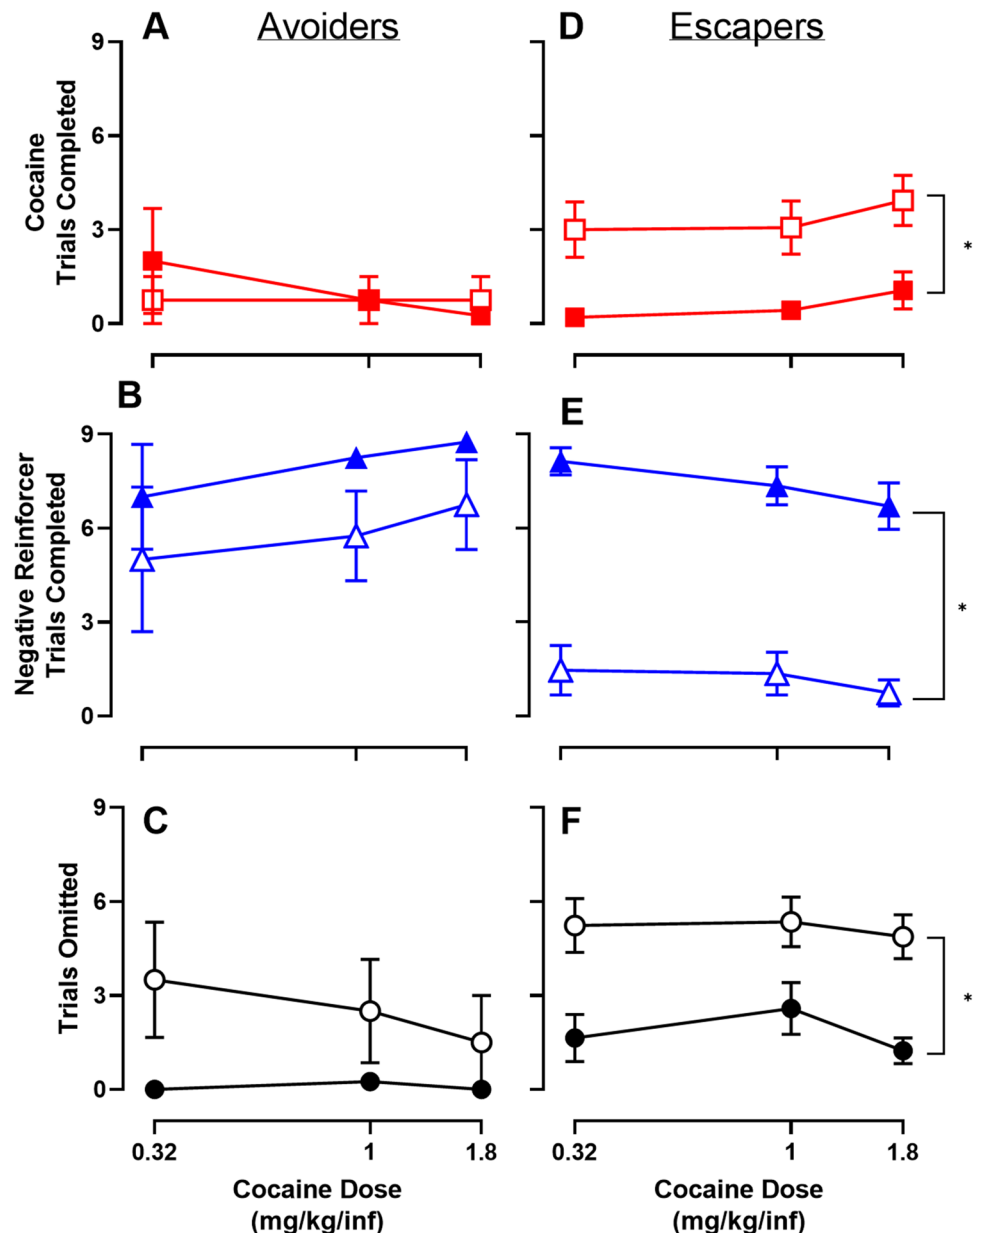 A Avoiders
D Escapers
Cocaine
Trials Completed
9
6
3
0
*
B
E
Negative Reinforcer
Trials Completed
9
6
3
0
*
C
F
Trials Omitted
9
6
3
0
*
0.32 1 1.8
0.32 1 1.8
Cocaine Dose
(mg/kg/inf)
Cocaine Dose
(mg/kg/inf)